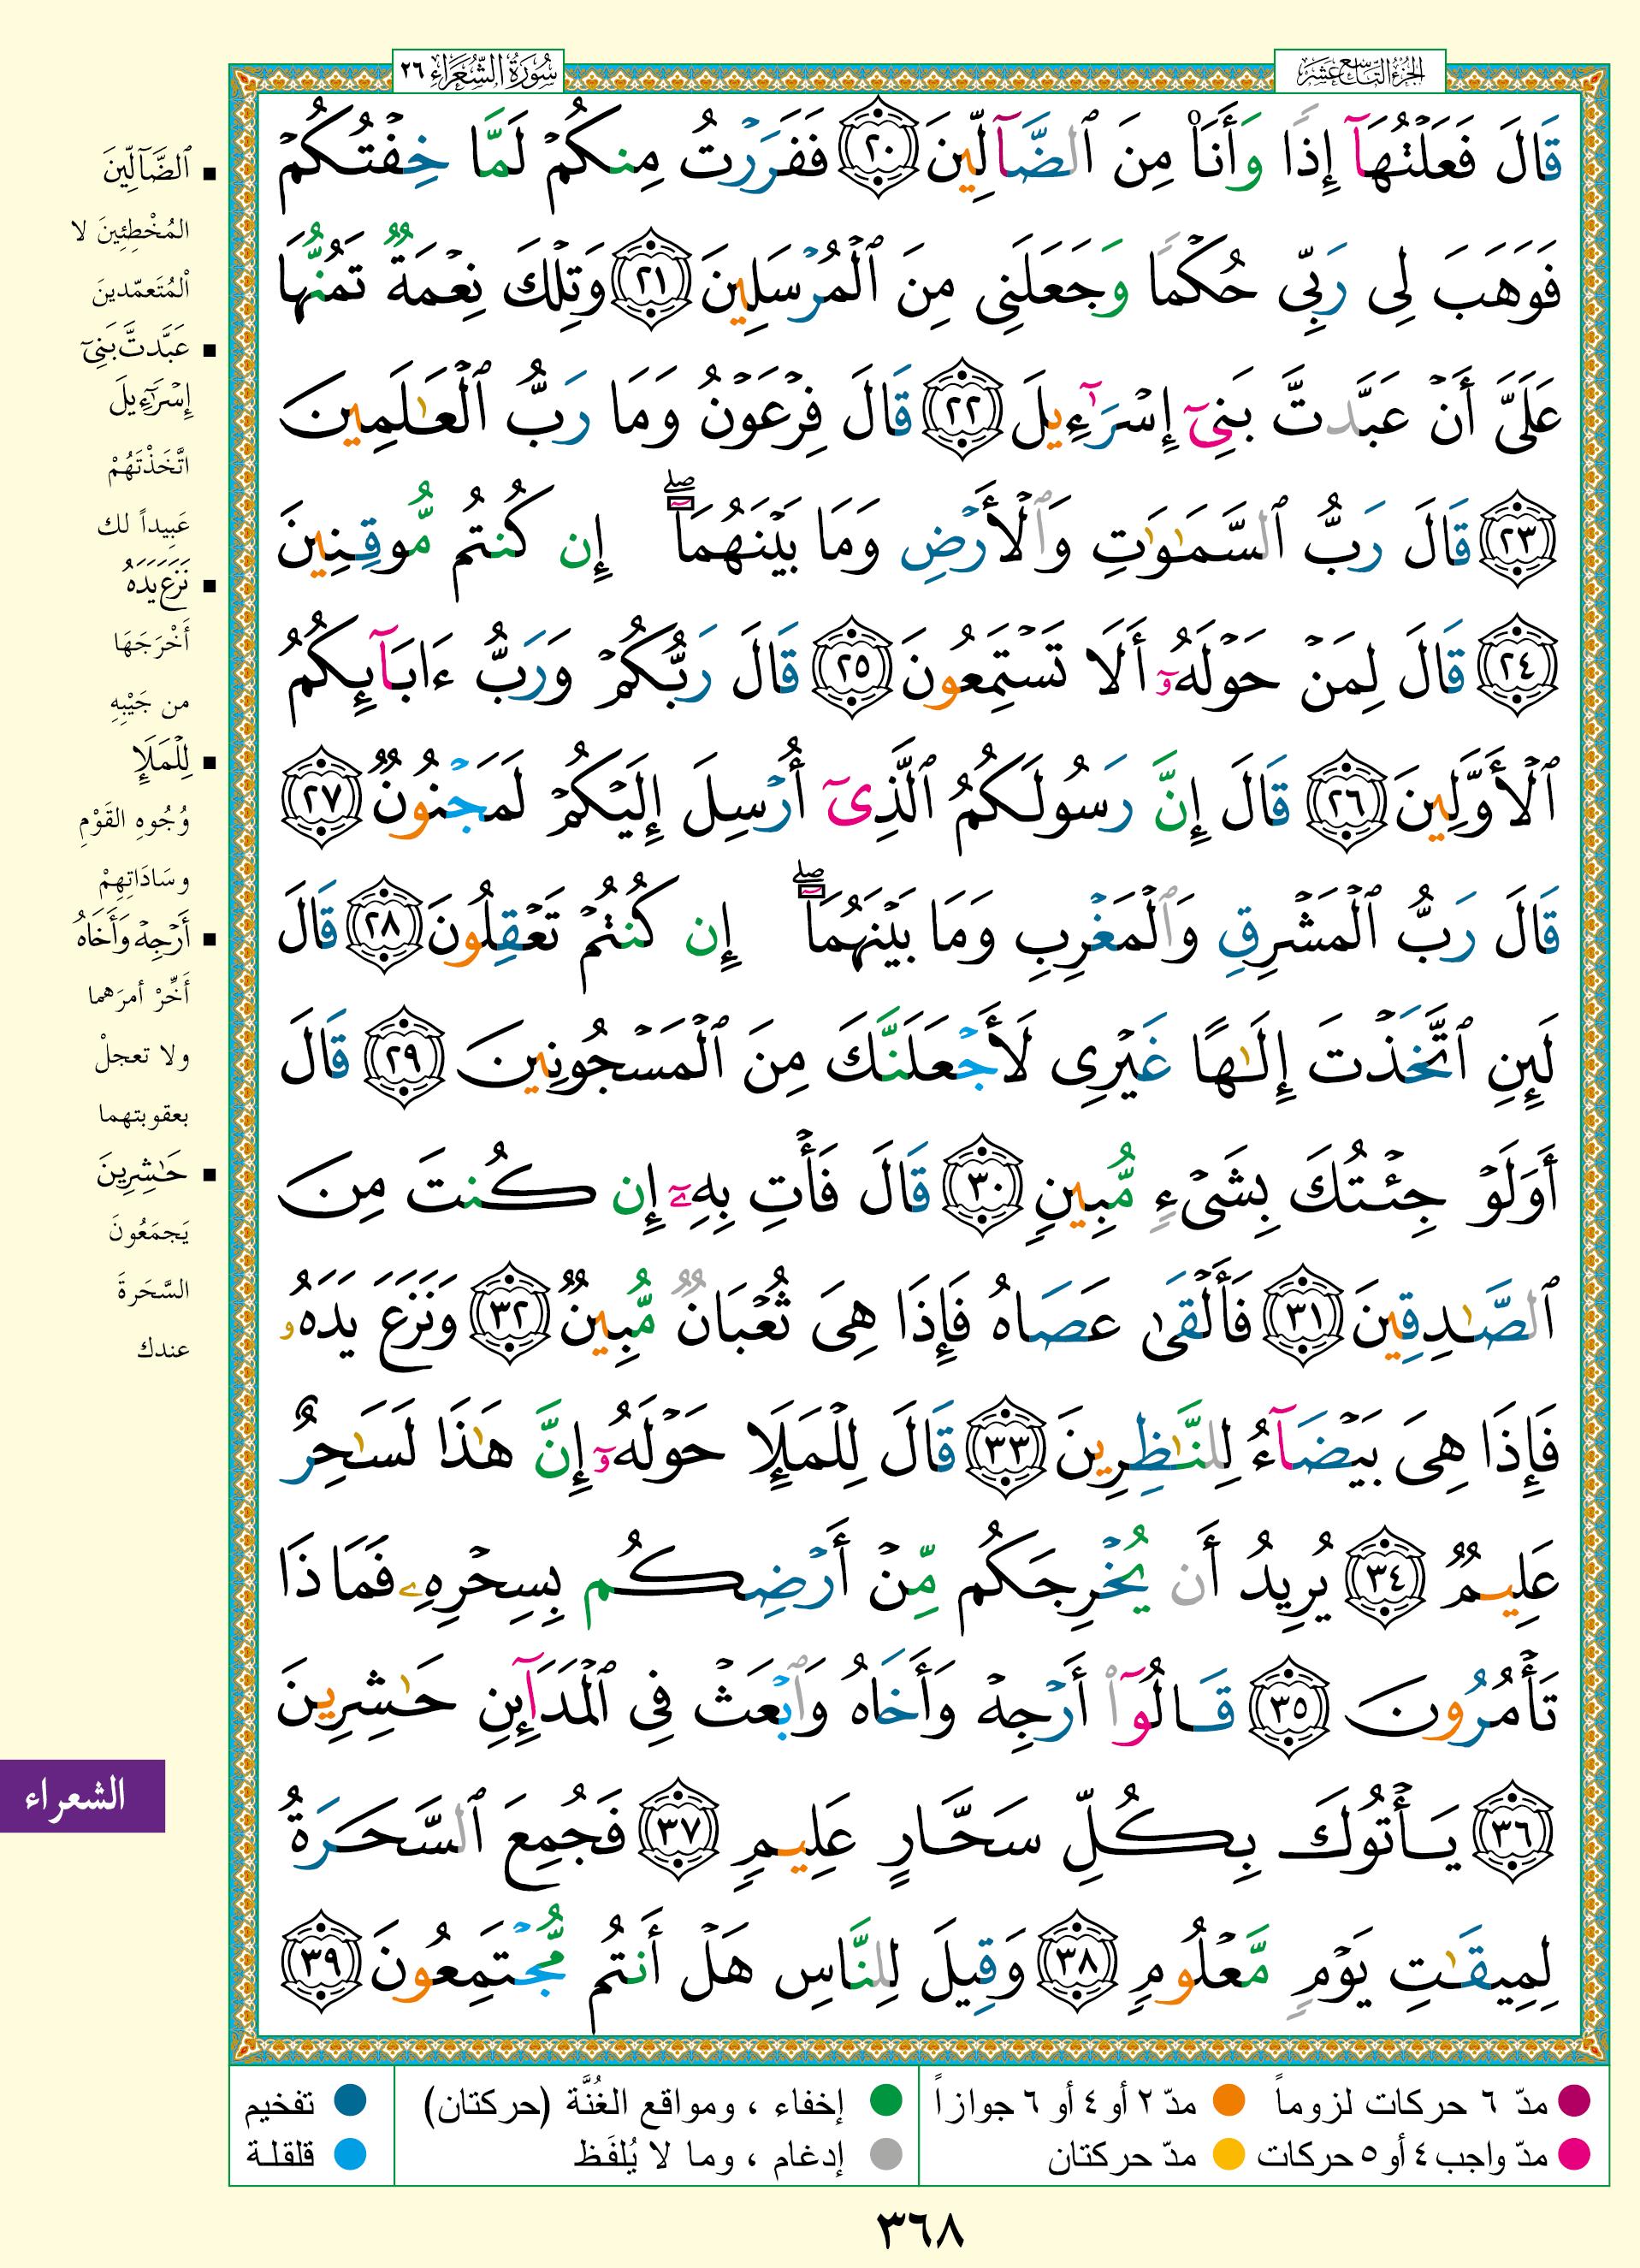 الجزء التاسع عشر
سورة الشعراء ٢٦
قَالَ فَعَلْتُهَآ إِذًا وَأَنَا۠ مِنَ ٱلضَّآلِّينَ ٢٠ فَفَرَرْتُ مِنكُمْ لَمَّا خِفْتُكُمْ
فَوَهَبَ لِى رَبِّى حُكْمًا وَجَعَلَنِى مِنَ ٱلْمُرْسَلِينَ ٢١ وَتِلْكَ نِعْمَةٌ تَمُنُّهَا
عَلَىَّ أَنْ عَبَّدتَّ بَنِىٓ إِسْرَٰٓءِيلَ ٢٢ قَالَ فِرْعَوْنُ وَمَا رَبُّ ٱلْعَـٰلَمِينَ
٢٣ قَالَ رَبُّ ٱلسَّمَـٰوَٰتِ وَٱلْأَرْضِ وَمَا بَيْنَهُمَآ ۖ إِن كُنتُم مُّوقِنِينَ
٢٤ قَالَ لِمَنْ حَوْلَهُۥٓ أَلَا تَسْتَمِعُونَ ٢٥ قَالَ رَبُّكُمْ وَرَبُّ ءَابَآئِكُمُ
ٱلْأَوَّلِينَ ٢٦ قَالَ إِنَّ رَسُولَكُمُ ٱلَّذِىٓ أُرْسِلَ إِلَيْكُمْ لَمَجْنُونٌ ٢٧
قَالَ رَبُّ ٱلْمَشْرِقِ وَٱلْمَغْرِبِ وَمَا بَيْنَهُمَآ ۖ إِن كُنتُمْ تَعْقِلُونَ ٢٨ قَالَ
لَئِنِ ٱتَّخَذْتَ إِلَـٰهًا غَيْرِى لَأَجْعَلَنَّكَ مِنَ ٱلْمَسْجُونِينَ ٢٩ قَالَ
أَوَلَوْ جِئْتُكَ بِشَىْءٍ مُّبِينٍ ٣٠ قَالَ فَأْتِ بِهِۦٓ إِن كُنتَ مِنَ
ٱلصَّـٰدِقِينَ ٣١ فَأَلْقَىٰ عَصَاهُ فَإِذَا هِىَ ثُعْبَانٌ مُّبِينٌ ٣٢ وَنَزَعَ يَدَهُۥ
فَإِذَا هِىَ بَيْضَآءُ لِلنَّـٰظِرِينَ ٣٣ قَالَ لِلْمَلَإِ حَوْلَهُۥٓ إِنَّ هَـٰذَا لَسَـٰحِرٌ
عَلِيمٌ ٣٤ يُرِيدُ أَن يُخْرِجَكُم مِّنْ أَرْضِكُم بِسِحْرِهِۦ فَمَاذَا
تَأْمُرُونَ ٣٥ قَالُوٓا۟ أَرْجِهْ وَأَخَاهُ وَٱبْعَثْ فِى ٱلْمَدَآئِنِ حَـٰشِرِينَ
٣٦ يَأْتُوكَ بِكُلِّ سَحَّارٍ عَلِيمٍ ٣٧ فَجُمِعَ ٱلسَّحَرَةُ
لِمِيقَـٰتِ يَوْمٍ مَّعْلُومٍ ٣٨ وَقِيلَ لِلنَّاسِ هَلْ أَنتُم مُّجْتَمِعُونَ ٣٩
■ ٱلضَّآلِّينَ
المُخْطِئِينَ لا
اْلمُتَعمّدينَ
■ عَبَّدتَّ بَنِىٓ
إِسْرَٰٓءِيلَ
اتَّخَذْتَهُمْ
عَبِيداً لك
■ نَزَعَ يَدَهُ
أَخْرَجَهَا
من جَيْبِهِ
■ لِلْمَلَإِ
وُجُوهِ القَوْمِ
وسَادَاتِهِمْ
■ أَرْجِهْ وَأَخَاهُ
أَخِّرْ أمرَهما
ولا تعجلْ
بعقوبتهما
■ حَـٰشِرِينَ
يَجمَعُونَ
السَّحَرةَ
عندك
الشعراء
مدّ ٦ حركات لزوماً
مدّ ٢ أو ٤ أو ٦ جوازاً
إخفاء ، ومواقع الغُنَّة (حركتان)
تفخيم
مدّ واجب ٤ أو ٥ حركات
مدّ حركتان
إدغام ، وما لا يُلفَظ
قلقلة
٣٦٨